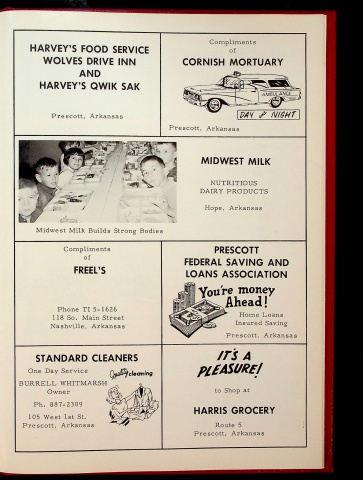 HARVEY'S FOOD SERVICE
WOLVES DRIVE INN
AND
HARVEY'S QWIK SAK
Prescott, Arkansas
Compliments
of
CORNISH MORTUARY
AMBULANCE
DAY & NIGHT
Prescott, Arkansas
Midwest Milk Builds Strong Bodies
MIDWEST MILK
NUTRITIOUS
DAIRY PRODUCTS
Hope, Arkansas
Compliments
of
FREEL'S
Phone TI 5-1626
118 So. Main Street
Nashville, Arkansas
PRESCOTT
FEDERAL SAVING AND
LOANS ASSOCIATION
You're money
Ahead!
Home Loans
Insured Saving
Prescott, Arkansas
STANDARD CLEANERS
One Day Service
Quality cleaning
BURRELL WHITMARSH
Owner
Ph. 887-2309
105 West 1st St.
Prescott, Arkansas
IT'S A
PLEASURE!
to Shop at
HARRIS GROCERY
Route 5
Prescott, Arkansas